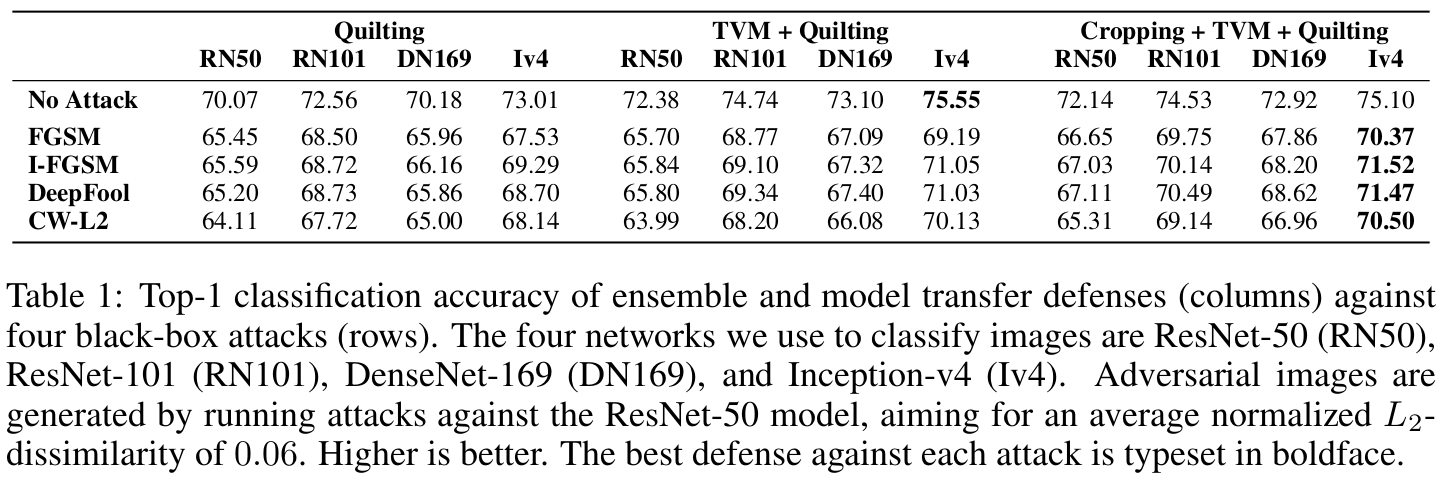 Quilting TVM + Quilting Cropping + TVM + Quilting
RN50 RN101 DN169 Iv4 RN50 RN101 DN169 Iv4 RN50 RN101 DN169 Iv4
No Attack 70.07 72.56 70.18 73.01 72.38 74.74 73.10 75.55 72.14 74.53 72.92 75.10
FGSM 65.45 68.50 65.96 67.53 65.70 68.77 67.09 69.19 66.65 69.75 67.86 70.37
I-FGSM 65.59 68.72 66.16 69.29 65.84 69.10 67.32 71.05 67.03 70.14 68.20 71.52
DeepFool 65.20 68.73 65.86 68.70 65.80 69.34 67.40 71.03 67.11 70.49 68.62 71.47
CW-L2 64.11 67.72 65.00 68.14 63.99 68.20 66.08 70.13 65.31 69.14 66.96 70.50
Table 1: Top-1 classification accuracy of ensemble and model transfer defenses (columns) against
four black-box attacks (rows). The four networks we use to classify images are ResNet-50 (RN50),
ResNet-101 (RN101), DenseNet-169 (DN169), and Inception-v4 (Iv4). Adversarial images are
generated by running attacks against the ResNet-50 model, aiming for an average normalized L2-
dissimilarity of 0.06. Higher is better. The best defense against each attack is typeset in boldface.